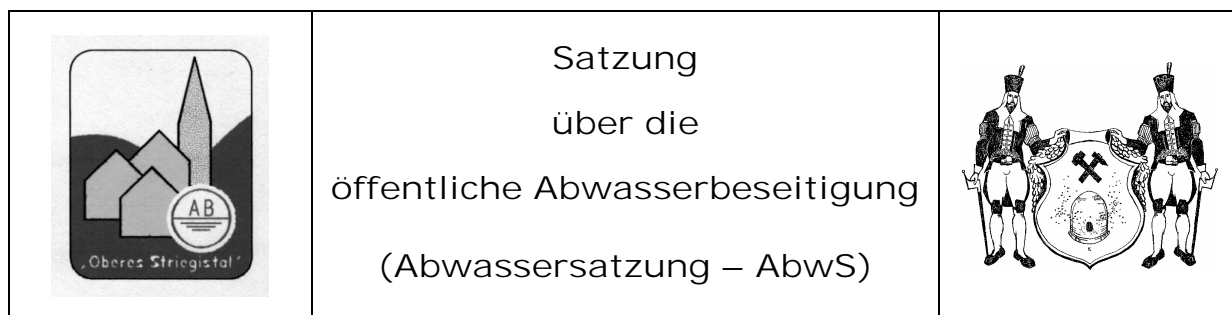 AB
„Oberes Striegistal“
Satzung
über die
öffentliche Abwasserbeseitigung
(Abwassersatzung – AbwS)
K